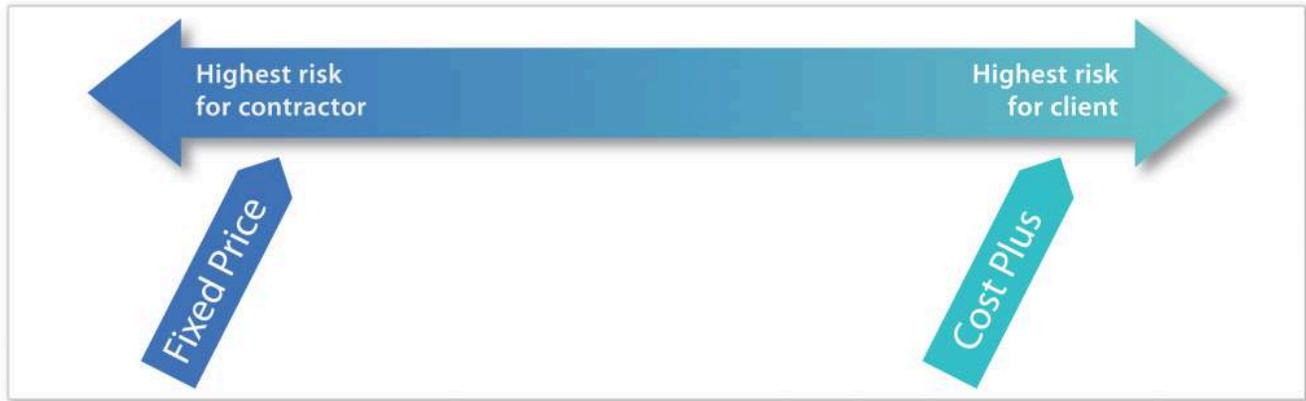 Highest risk
for contractor
Highest risk
for client
Fixed Price
Cost Plus